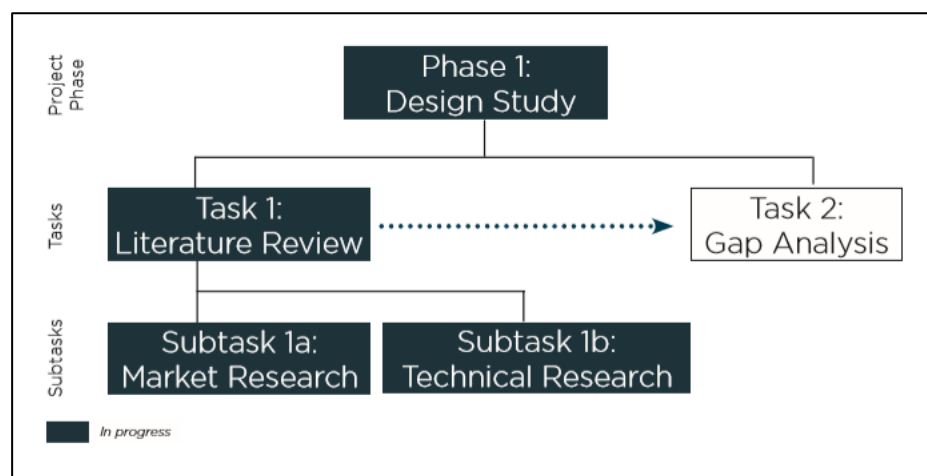 Project
Phase
Phase 1:
Design Study
Tasks
Task 1:
Literature Review
Task 2:
Gap Analysis
Subtasks
Subtask 1a:
Market Research
Subtask 1b:
Technical Research
In progress